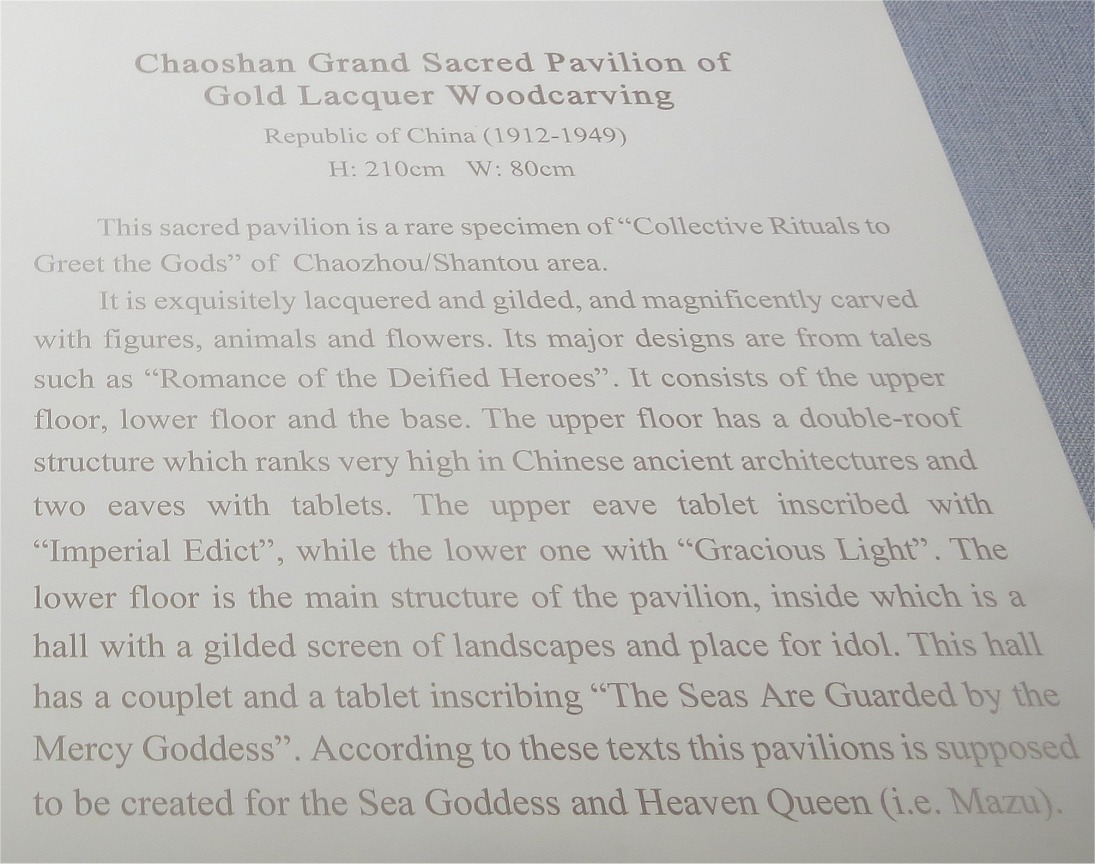 Chaoshan Grand Sacred Pavilion of
Gold Lacquer Woodcarving
Republic of China (1912-1949)
H: 210cm W: 80cm
This sacred pavilion is a rare specimen of “Collective Rituals to
Greet the Gods” of Chaozhou/Shantou area.
It is exquisitely lacquered and gilded, and magnificently carved
with figures, animals and flowers. Its major designs are from tales
such as “Romance of the Deified Heroes”. It consists of the upper
floor, lower floor and the base. The upper floor has a double-roof
structure which ranks very high in Chinese ancient architectures and
two eaves with tablets. The upper eave tablet inscribed with
“Imperial Edict”, while the lower one with “Gracious Light”. The
lower floor is the main structure of the pavilion, inside which is a
hall with a gilded screen of landscapes and place for idol. This hall
has a couplet and a tablet inscribing “The Seas Are Guarded by the
Mercy Goddess”. According to these texts this pavilions is supposed
to be created for the Sea Goddess and Heaven Queen (i.e. Mazu).